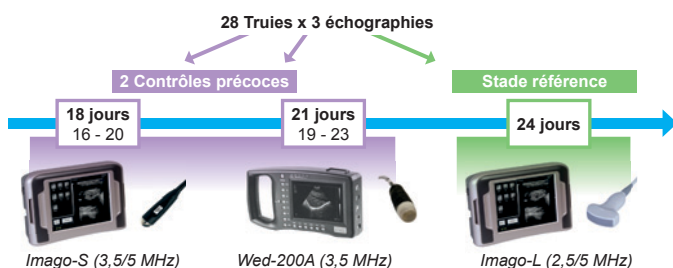 28 Truies x 3 échographies
2 Contrôles précoces
Stade référence
18 jours
16 - 20
21 jours
19 - 23
24 jours
Imago-S (3,5/5 MHz)
Wed-200A (3,5 MHz)
Imago-L (2,5/5 MHz)